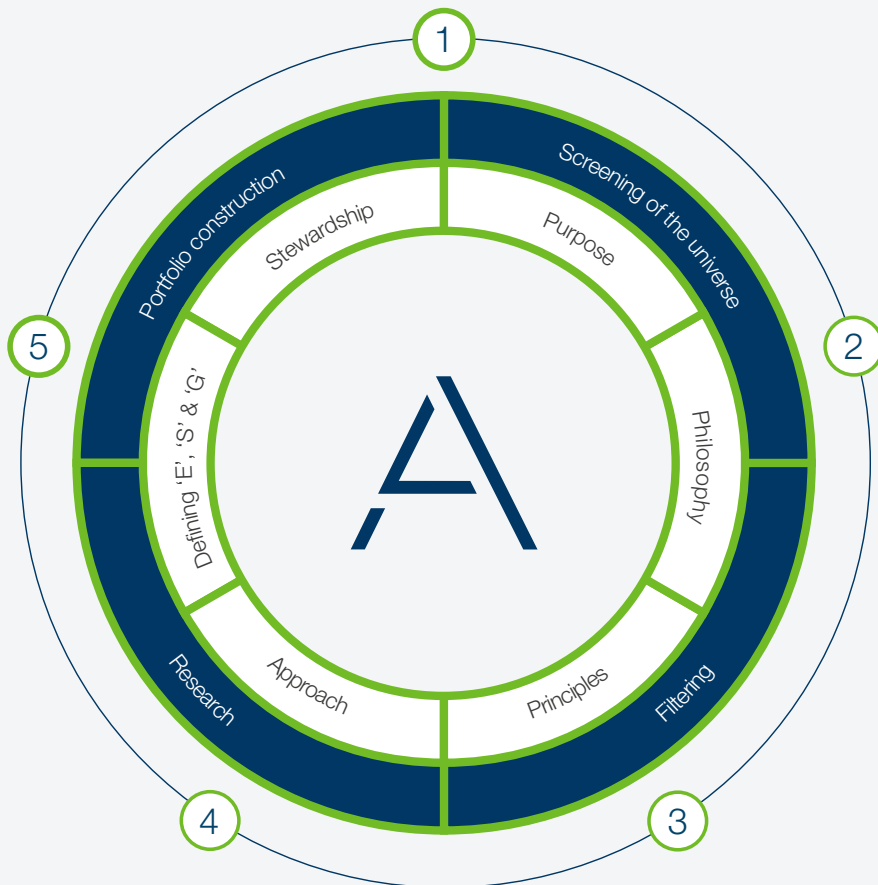 1
2
3
4
5
Screening of the universe
Filtering
Research
Portfolio construction
Purpose
Philosophy
Principles
Approach
Defining ‘E’, ‘S’ & ‘G’
Stewardship
A